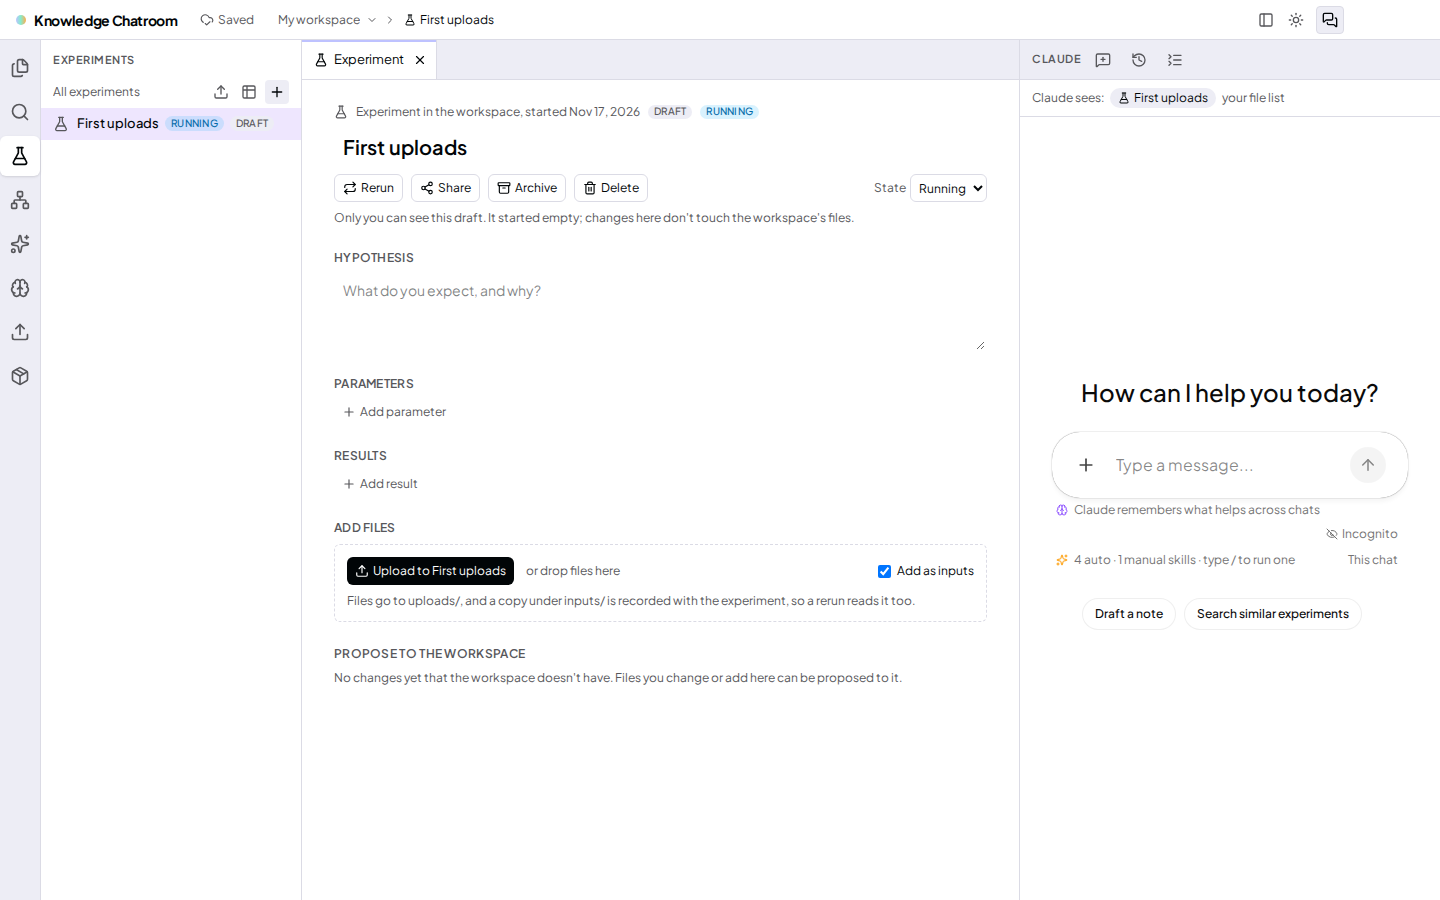 Knowledge Chatroom
Saved
My workspace
First uploads
EXPERIMENTS
All experiments
First uploads RUNNING DRAFT
Experiment
Experiment in the workspace, started Nov 17, 2026 DRAFT RUNNING
First uploads
Rerun
Share
Archive
Delete
State Running
Only you can see this draft. It started empty; changes here don't touch the workspace's files.
HYPOTHESIS
What do you expect, and why?
PARAMETERS
Add parameter
RESULTS
Add result
ADD FILES
Upload to First uploads or drop files here
Add as inputs
Files go to uploads/, and a copy under inputs/ is recorded with the experiment, so a rerun reads it too.
PROPOSE TO THE WORKSPACE
No changes yet that the workspace doesn't have. Files you change or add here can be proposed to it.
CLAUDE
Claude sees: First uploads your file list
How can I help you today?
Type a message...
Claude remembers what helps across chats
Incognito
4 auto · 1 manual skills · type / to run one
This chat
Draft a note
Search similar experiments